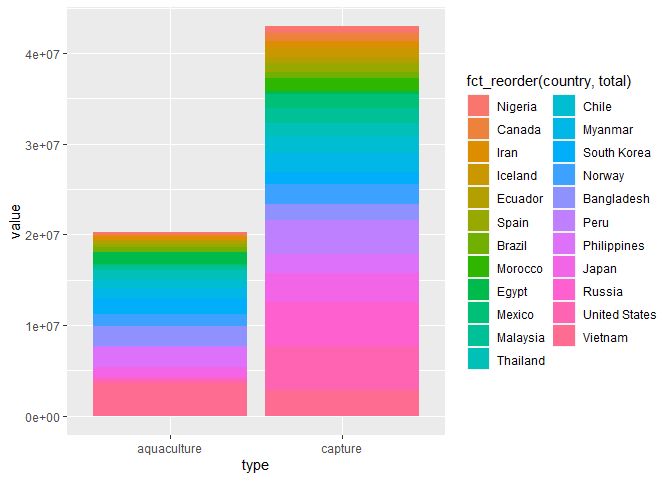 4e+07
3e+07
2e+07
1e+07
0e+00
value
aquaculture
capture
type
fct_reorder(country, total)
Nigeria
Canada
Iran
Iceland
Ecuador
Spain
Brazil
Morocco
Egypt
Mexico
Malaysia
Thailand
Chile
Myanmar
South Korea
Norway
Bangladesh
Peru
Philippines
Japan
Russia
United States
Vietnam